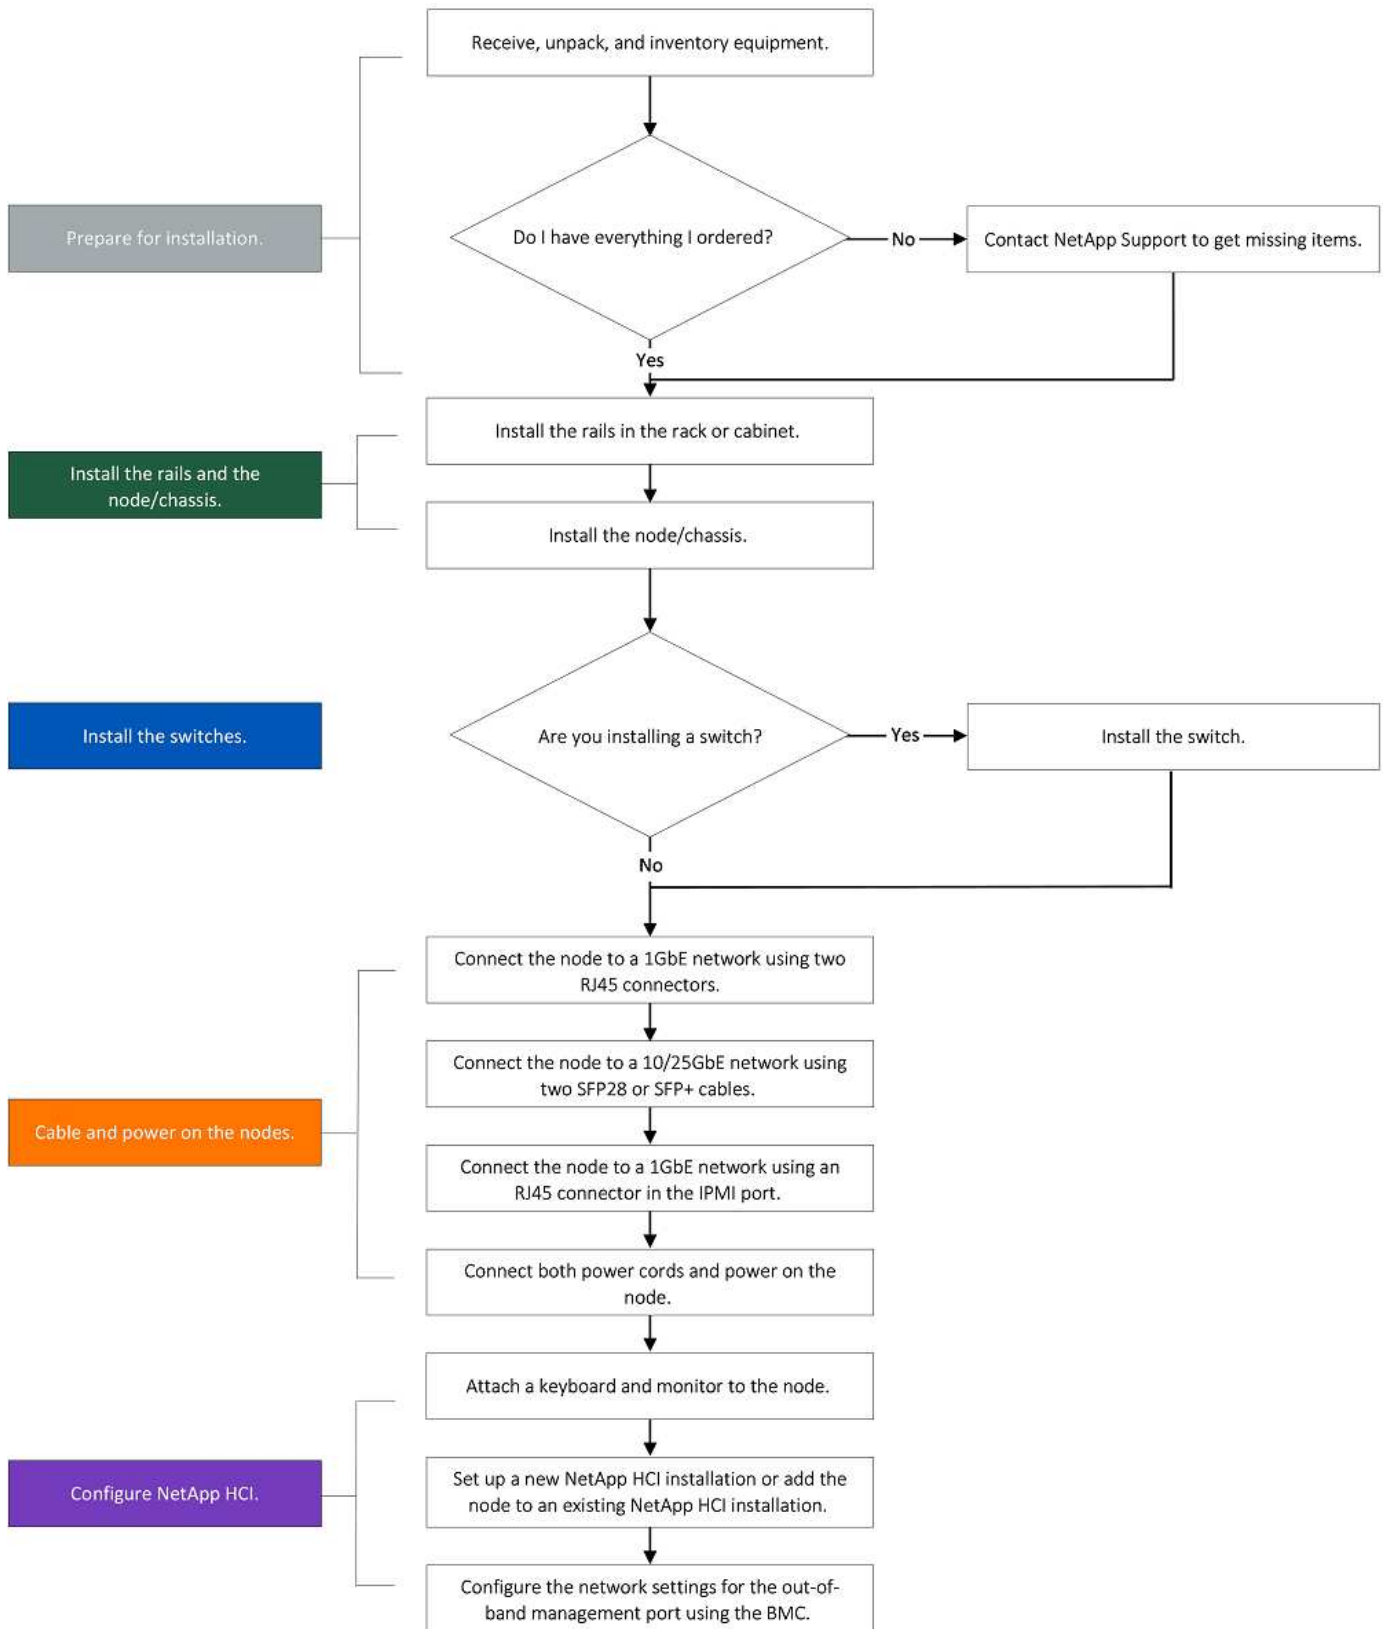 Receive, unpack, and inventory equipment.
Prepare for installation.
Do I have everything I ordered?
No
Contact NetApp Support to get missing items.
Yes
Install the rails in the rack or cabinet.
Install the rails and the
node/chassis.
Install the node/chassis.
Install the switches.
Are you installing a switch?
Yes
Install the switch.
No
Connect the node to a 1GbE network using two
RJ45 connectors.
Connect the node to a 10/25GbE network using
two SFP28 or SFP+ cables.
Cable and power on the nodes.
Connect the node to a 1GbE network using an
RJ45 connector in the IPMI port.
Connect both power cords and power on the
node.
Attach a keyboard and monitor to the node.
Configure NetApp HCI.
Set up a new NetApp HCI installation or add the
node to an existing NetApp HCI installation.
Configure the network settings for the out-of-
band management port using the BMC.